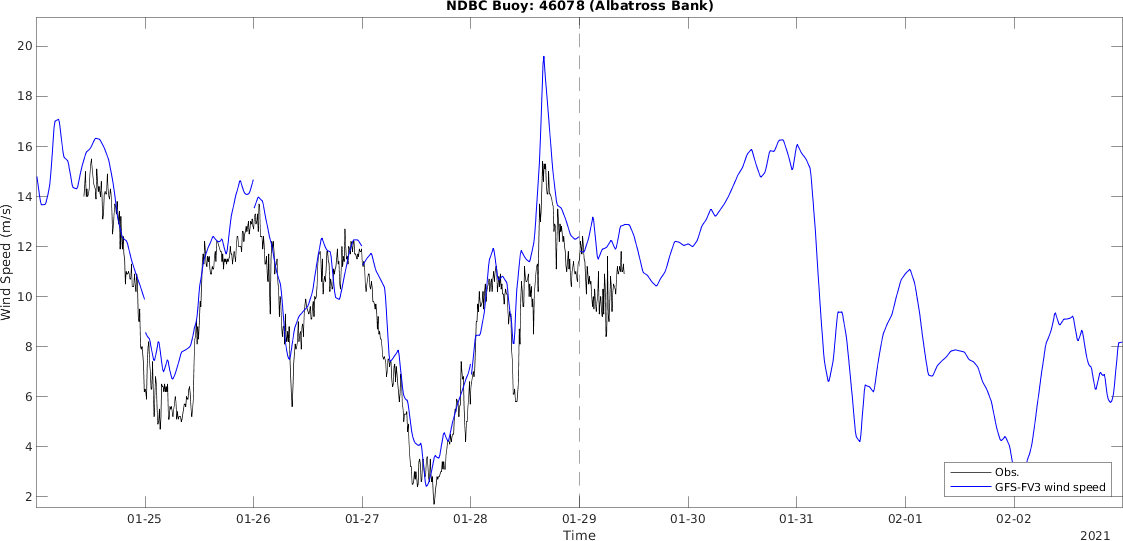 NDBC Buoy: 46078 (Albatross Bank)
20
18
16
14
12
10
8
6
4
2
Wind Speed (m/s)
Obs.
GFS-FV3 wind speed
01-25 01-26 01-27 01-28 01-29 01-30 01-31 02-01 02-02
Time
2021